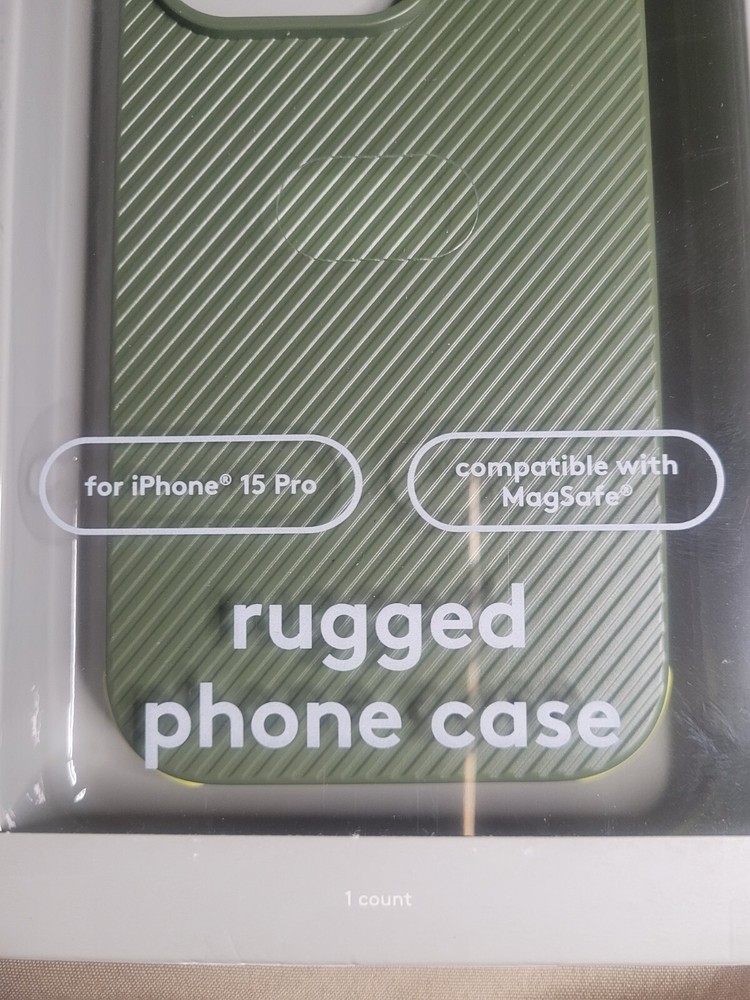 for iPhone® 15 Pro
compatible with
MagSafe®
rugged
phone case
1 count